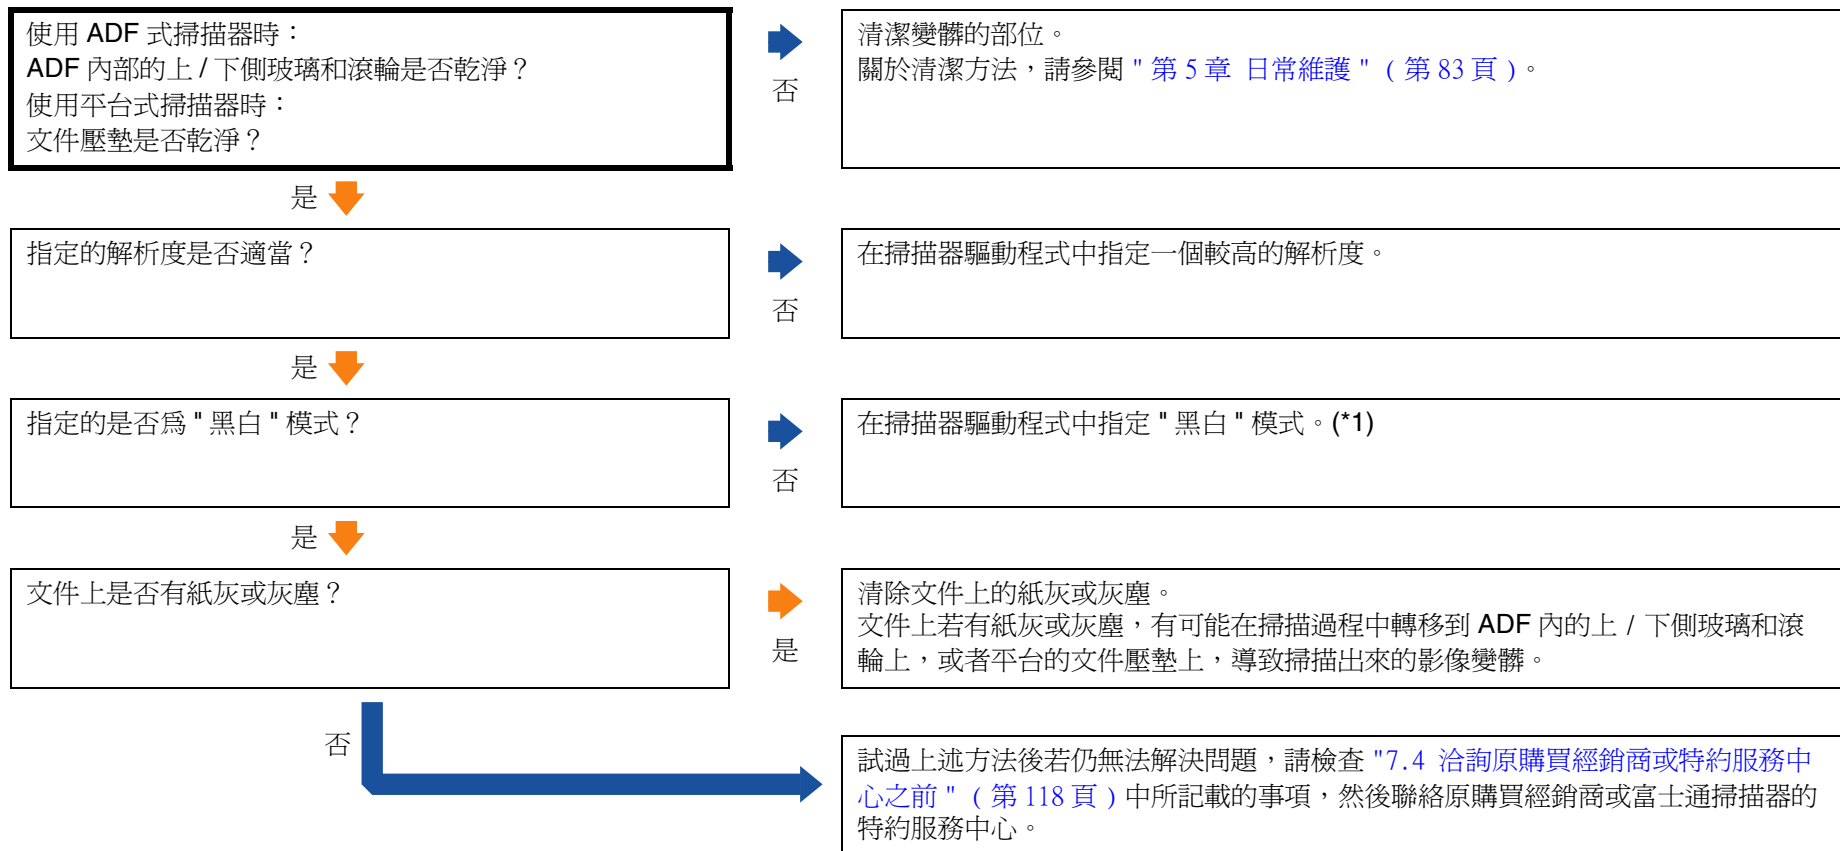 使用 ADF 式掃描器時：
ADF 內部的上 / 下側玻璃和滾輪是否乾淨？
使用平台式掃描器時：
文件壓墊是否乾淨？
否
清潔變髒的部位。
關於清潔方法，請參閱 " 第 5 章 日常維護 " ( 第 83 頁 )。
是
指定的解析度是否適當？
否
在掃描器驅動程式中指定一個較高的解析度。
是
指定的是否為 " 黑白 " 模式？
否
在掃描器驅動程式中指定 " 黑白 " 模式。(*1)
是
文件上是否有紙灰或灰塵？
是
清除文件上的紙灰或灰塵。
文件上若有紙灰或灰塵，有可能在掃描過程中轉移到 ADF 內的上 / 下側玻璃和滾
輪上，或者平台的文件壓墊上，導致掃描出來的影像變髒。
否
試過上述方法後若仍無法解決問題，請檢查 "7.4 洽詢原購買經銷商或特約服務中
心之前 " ( 第 118 頁 ) 中所記載的事項，然後聯絡原購買經銷商或富士通掃描器的
特約服務中心。